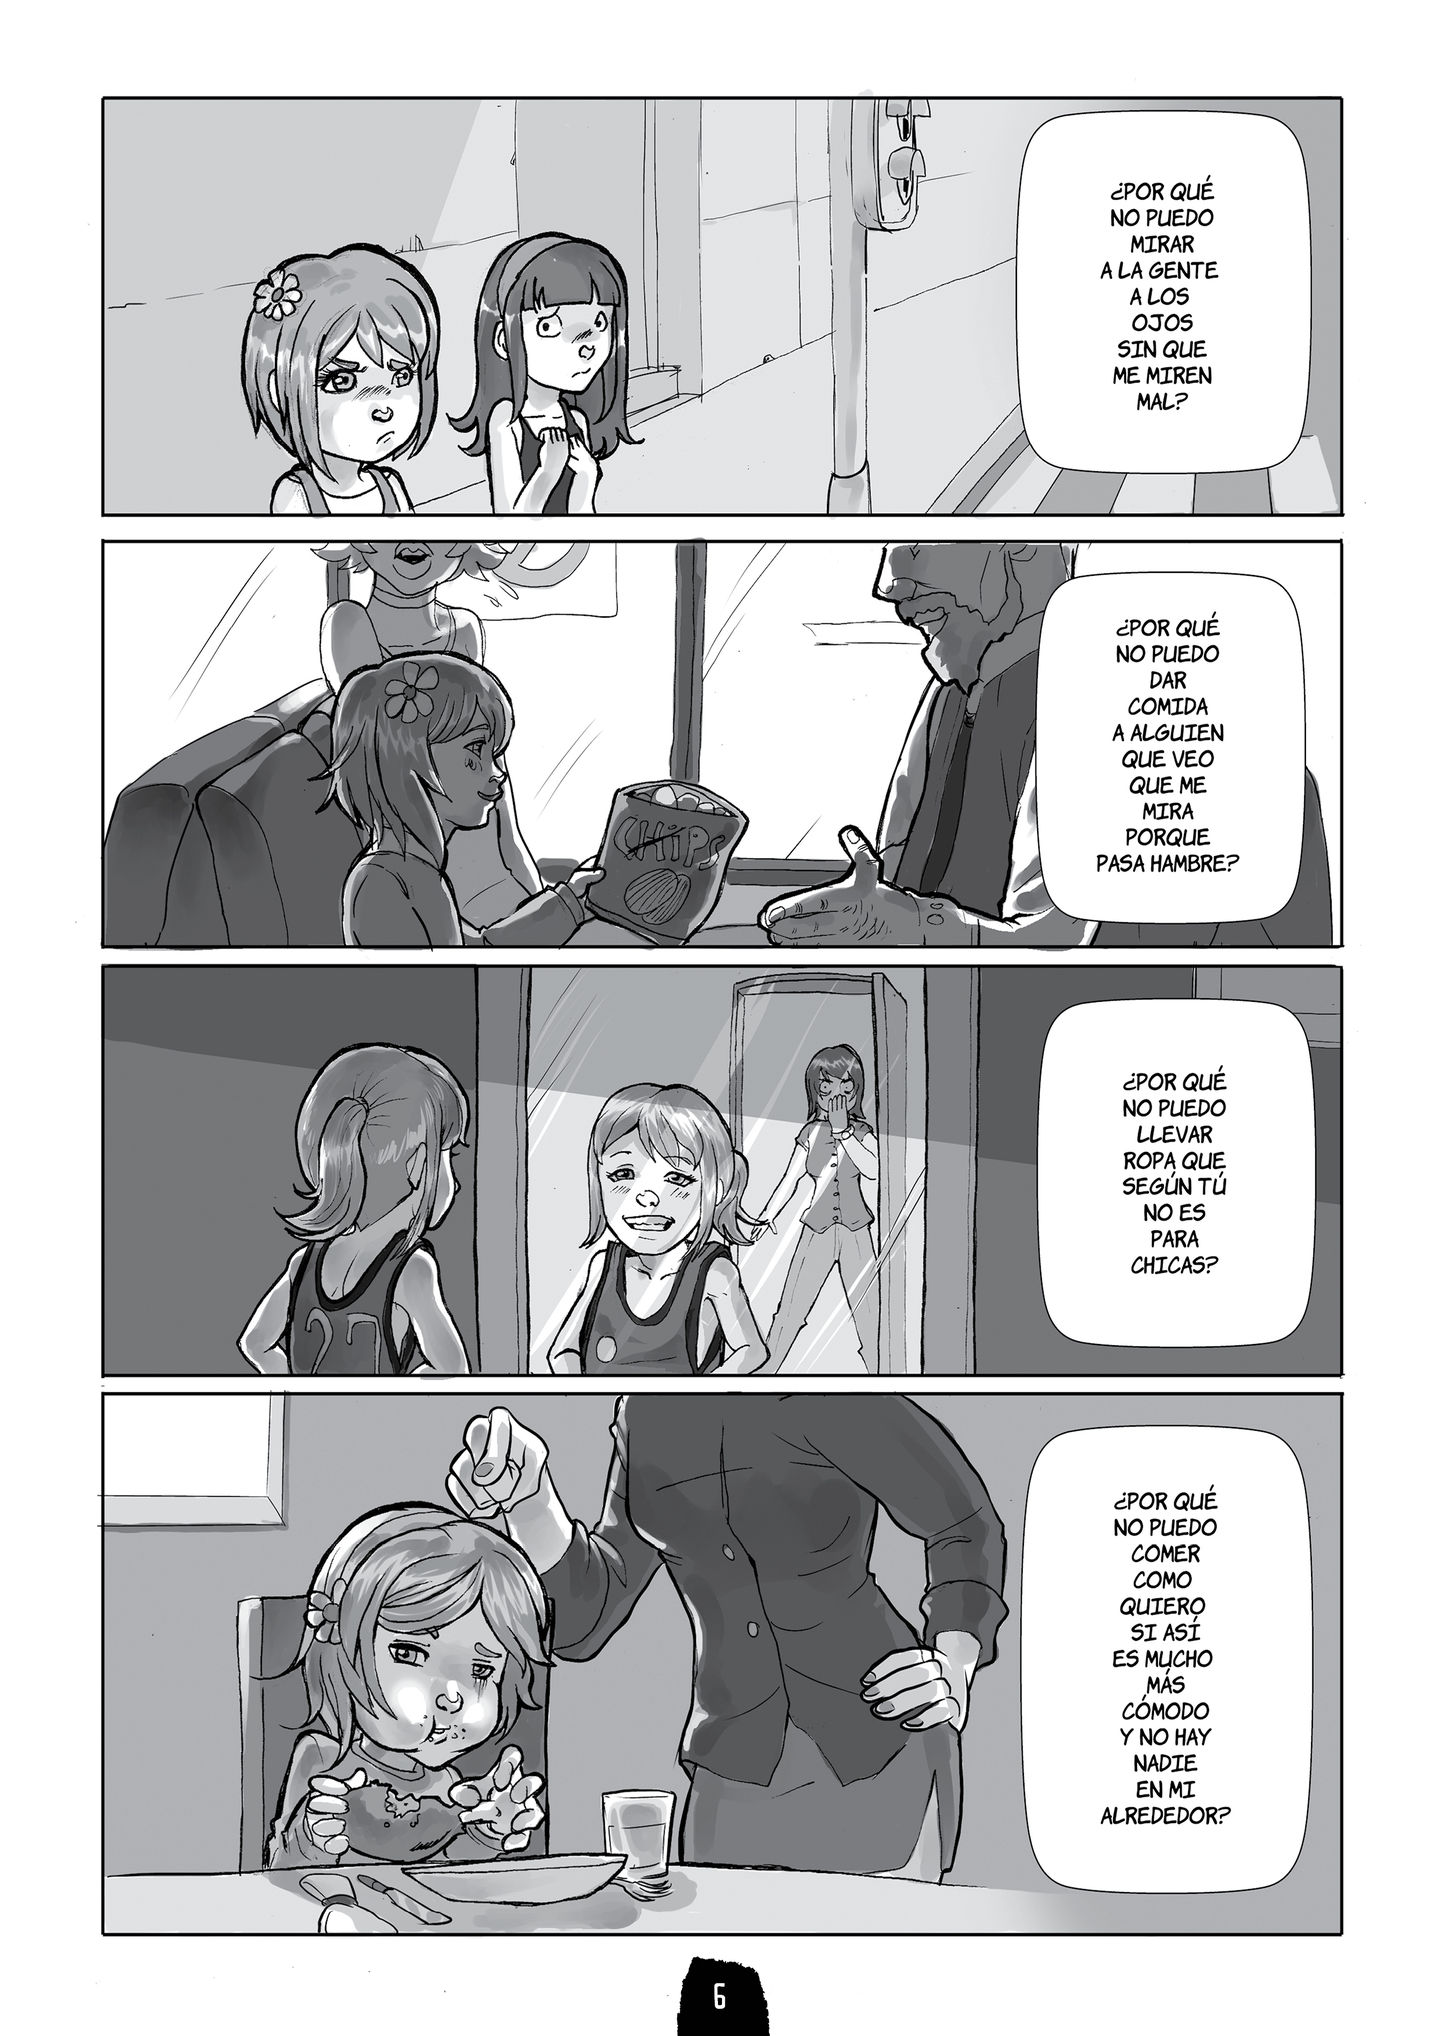 ¿POR QUÉ
NO PUEDO
MIRAR
A LA GENTE
A LOS
OJOS
SIN QUE
ME MIREN
MAL?
¿POR QUÉ
NO PUEDO
DAR
COMIDA
A ALGUIEN
QUE VEO
QUE ME
MIRA
PORQUE
PASA HAMBRE?
CHIPS
¿POR QUÉ
NO PUEDO
LLEVAR
ROPA QUE
SEGÚN TÚ
NO ES
PARA
CHICAS?
27
¿POR QUÉ
NO PUEDO
COMER
COMO
QUIERO
SI ASÍ
ES MUCHO
MÁS
CÓMODO
Y NO HAY
NADIE
EN MI
ALREDEDOR?
6